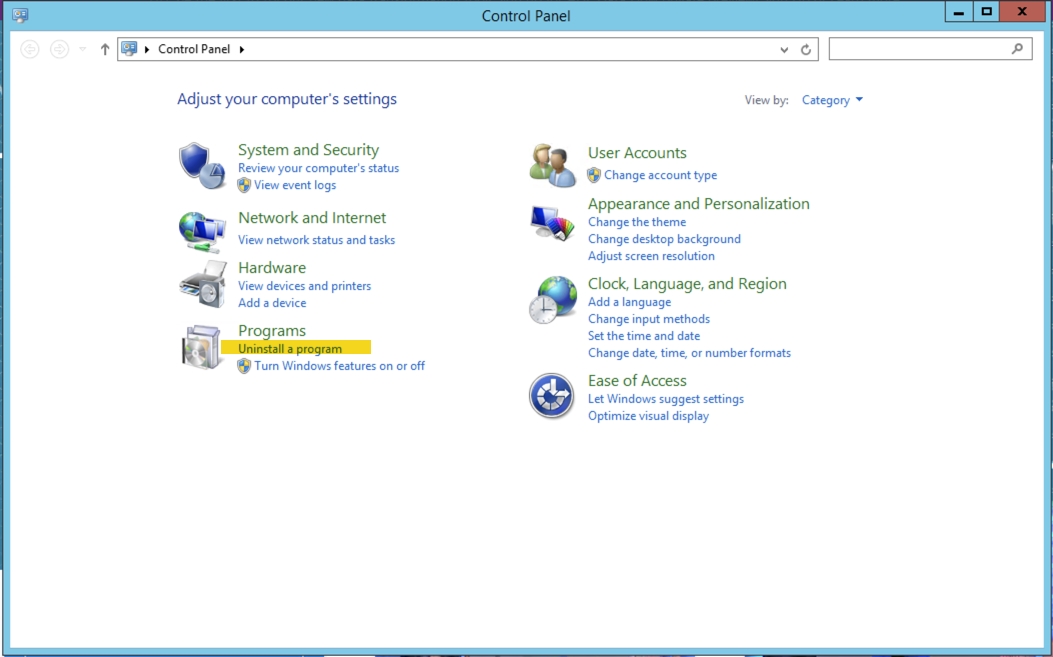 Control Panel
Control Panel
Adjust your computer's settings
View by: Category
System and Security
Review your computer's status
View event logs
Network and Internet
View network status and tasks
Hardware
View devices and printers
Add a device
Programs
Uninstall a program
Turn Windows features on or off
User Accounts
Change account type
Appearance and Personalization
Change the theme
Change desktop background
Adjust screen resolution
Clock, Language, and Region
Add a language
Change input methods
Set the time and date
Change date, time, or number formats
Ease of Access
Let Windows suggest settings
Optimize visual display